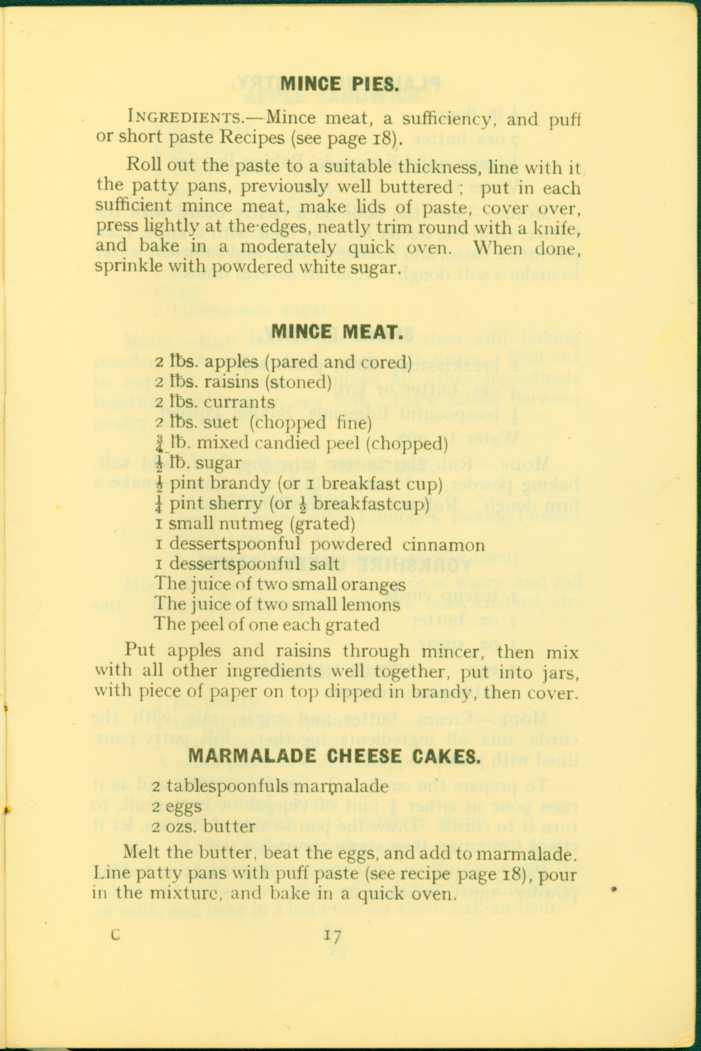 MINCE PIES.
INGREDIENTS.—Mince meat, a sufficiency, and puff
or short paste Recipes (see page 18).
Roll out the paste to a suitable thickness, line with it
the patty pans, previously well buttered ; put in each
sufficient mince meat, make lids of paste, cover over,
press lightly at the edges, neatly trim round with a knife,
and bake in a moderately quick oven. When done,
sprinkle with powdered white sugar.
MINCE MEAT.
2 lbs. apples (pared and cored)
2 lbs. raisins (stoned)
2 lbs. currants
2 lbs. suet (chopped fine)
¾ lb. mixed candied peel (chopped)
½ lb. sugar
½ pint brandy (or 1 breakfast cup)
¼ pint sherry (or ½ breakfastcup)
1 small nutmeg (grated)
1 dessertspoonful powdered cinnamon
1 dessertspoonful salt
The juice of two small oranges
The juice of two small lemons
The peel of one each grated
Put apples and raisins through mincer, then mix
with all other ingredients well together, put into jars,
with piece of paper on top dipped in brandy, then cover.
MARMALADE CHEESE CAKES.
2 tablespoonfuls marmalade
2 eggs
2 ozs. butter
Melt the butter, beat the eggs, and add to marmalade.
Line patty pans with puff paste (see recipe page 18), pour
in the mixture, and bake in a quick oven.
C 17